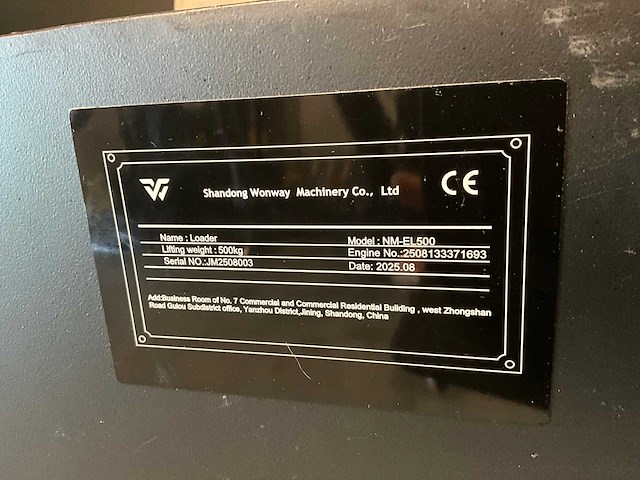 Shandong Wonway Machinery Co., Ltd
CE
Name : Loader
Model : NM-EL500
Lifting weight : 500kg
Engine No.:2508133371693
Serial NO.:JM2508003
Date: 2025.08
Add:Business Room of No. 7 Commercial and Commercial Residential Building , west Zhongshan
Road Gulou Subdistrict office, Yanzhou District,Jining, Shandong, China